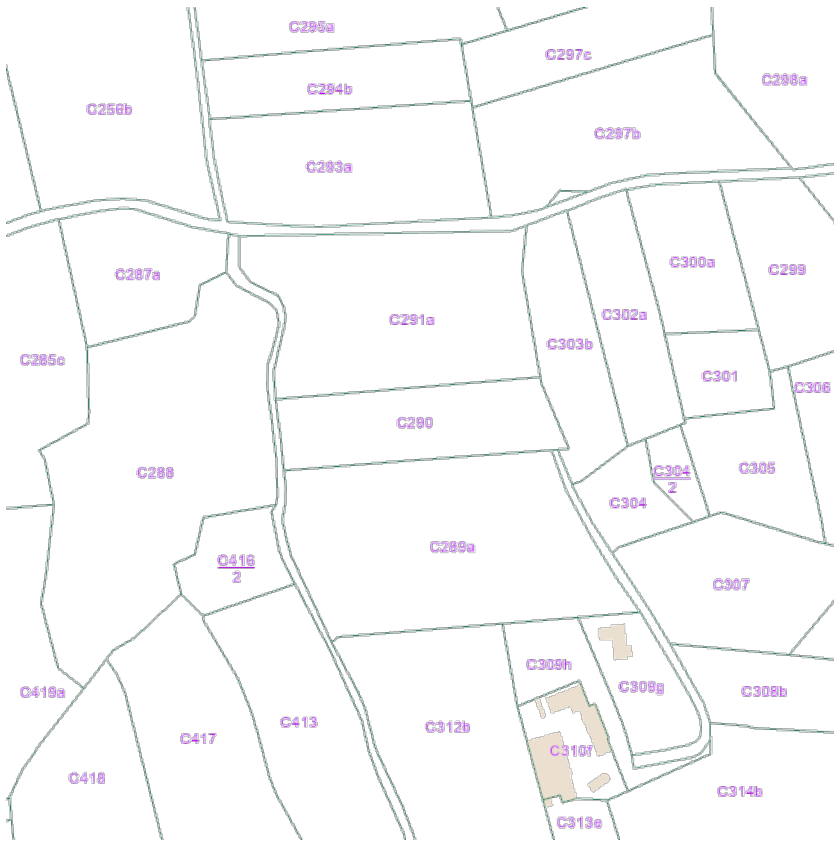 C295a
C297c
C298a
C294b
C256b
C297b
C293a
C300a
C299
C287a
C302a
C291a
C303b
C285c
C301
C306
C290
C288
C305
C304
2
C304
C289a
C416
2
C307
C309h
C309g
C308b
C419a
C413
C312b
C417
C310f
C418
C314b
C313e